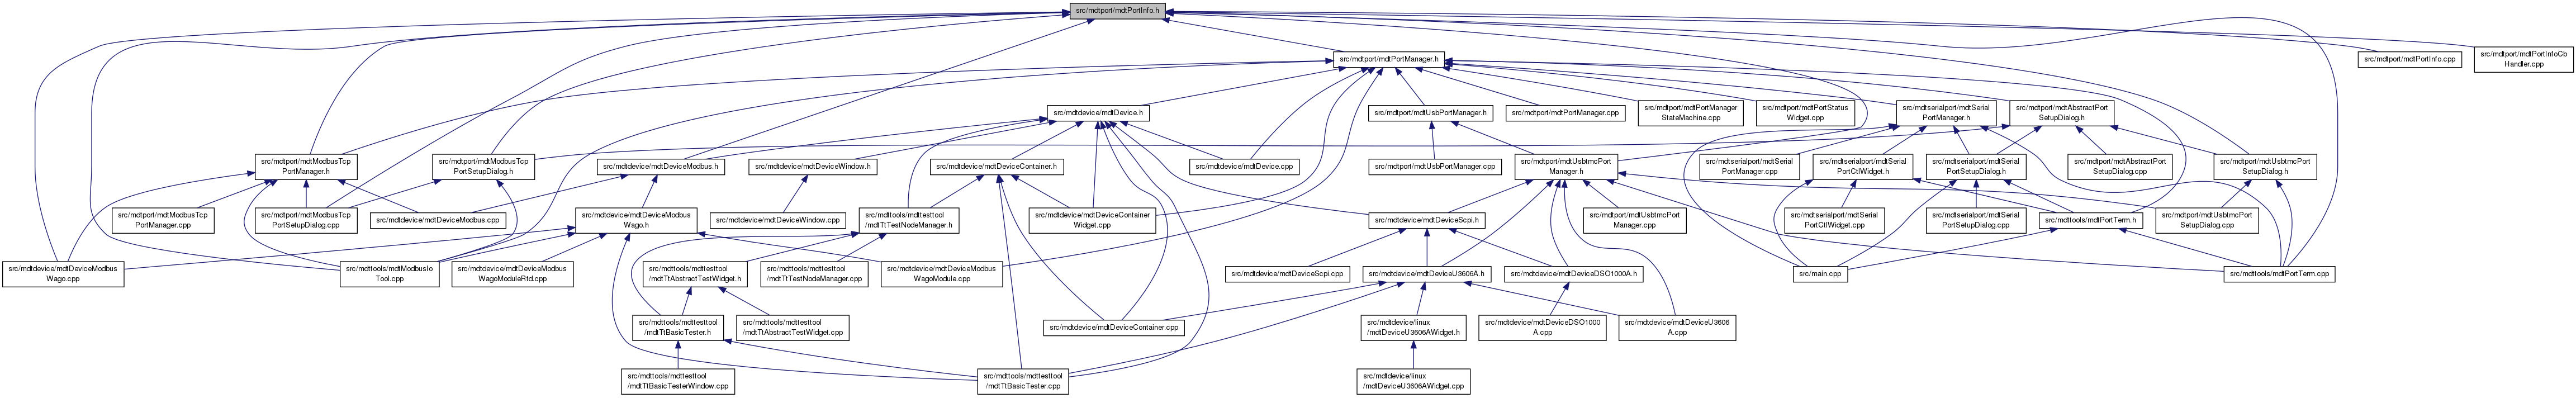 src/mdtport/mdtPortInfo.h
src/mdtport/mdtPortManager.h
src/mdtport/mdtPortInfo.cpp
src/mdtport/mdtPortInfoCb
Handler.cpp
src/mdtdevice/mdtDevice.h
src/mdtport/mdtUsbPortManager.h
src/mdtport/mdtPortManager.cpp
src/mdtport/mdtPortManager
StateMachine.cpp
src/mdtport/mdtPortStatus
Widget.cpp
src/mdtserialport/mdtSerial
PortManager.h
src/mdtport/mdtAbstractPort
SetupDialog.h
src/mdtport/mdtModbusTcp
PortManager.h
src/mdtport/mdtModbusTcp
PortSetupDialog.h
src/mdtdevice/mdtDeviceModbus.h
src/mdtdevice/mdtDeviceWindow.h
src/mdtdevice/mdtDeviceContainer.h
src/mdtdevice/mdtDevice.cpp
src/mdtport/mdtUsbPortManager.cpp
src/mdtport/mdtUsbtmcPort
Manager.h
src/mdtserialport/mdtSerial
PortManager.cpp
src/mdtserialport/mdtSerial
PortCtlWidget.h
src/mdtserialport/mdtSerial
PortSetupDialog.h
src/mdtport/mdtAbstractPort
SetupDialog.cpp
src/mdtport/mdtUsbtmcPort
SetupDialog.h
src/mdtport/mdtModbusTcp
PortManager.cpp
src/mdtport/mdtModbusTcp
PortSetupDialog.cpp
src/mdtdevice/mdtDeviceModbus.cpp
src/mdtdevice/mdtDeviceModbus
Wago.h
src/mdtdevice/mdtDeviceWindow.cpp
src/mdttools/mdttesttool
/mdtTtTestNodeManager.h
src/mdtdevice/mdtDeviceContainer
Widget.cpp
src/mdtdevice/mdtDeviceScpi.h
src/mdtport/mdtUsbtmcPort
Manager.cpp
src/mdtserialport/mdtSerial
PortCtlWidget.cpp
src/mdtserialport/mdtSerial
PortSetupDialog.cpp
src/mdttools/mdtPortTerm.h
src/mdtport/mdtUsbtmcPort
SetupDialog.cpp
src/mdtdevice/mdtDeviceModbus
Wago.cpp
src/mdttools/mdtModbusIo
Tool.cpp
src/mdtdevice/mdtDeviceModbus
WagoModuleRtd.cpp
src/mdttools/mdttesttool
/mdtTtAbstractTestWidget.h
src/mdttools/mdttesttool
/mdtTtTestNodeManager.cpp
src/mdtdevice/mdtDeviceModbus
WagoModule.cpp
src/mdtdevice/mdtDeviceScpi.cpp
src/mdtdevice/mdtDeviceU3606A.h
src/mdtdevice/mdtDeviceDSO1000A.h
src/main.cpp
src/mdttools/mdtPortTerm.cpp
src/mdttools/mdttesttool
/mdtTtBasicTester.h
src/mdttools/mdttesttool
/mdtTtAbstractTestWidget.cpp
src/mdtdevice/mdtDeviceContainer.cpp
src/mdtdevice/linux
/mdtDeviceU3606AWidget.h
src/mdtdevice/mdtDeviceDSO1000
A.cpp
src/mdtdevice/mdtDeviceU3606
A.cpp
src/mdttools/mdttesttool
/mdtTtBasicTesterWindow.cpp
src/mdttools/mdttesttool
/mdtTtBasicTester.cpp
src/mdtdevice/linux
/mdtDeviceU3606AWidget.cpp